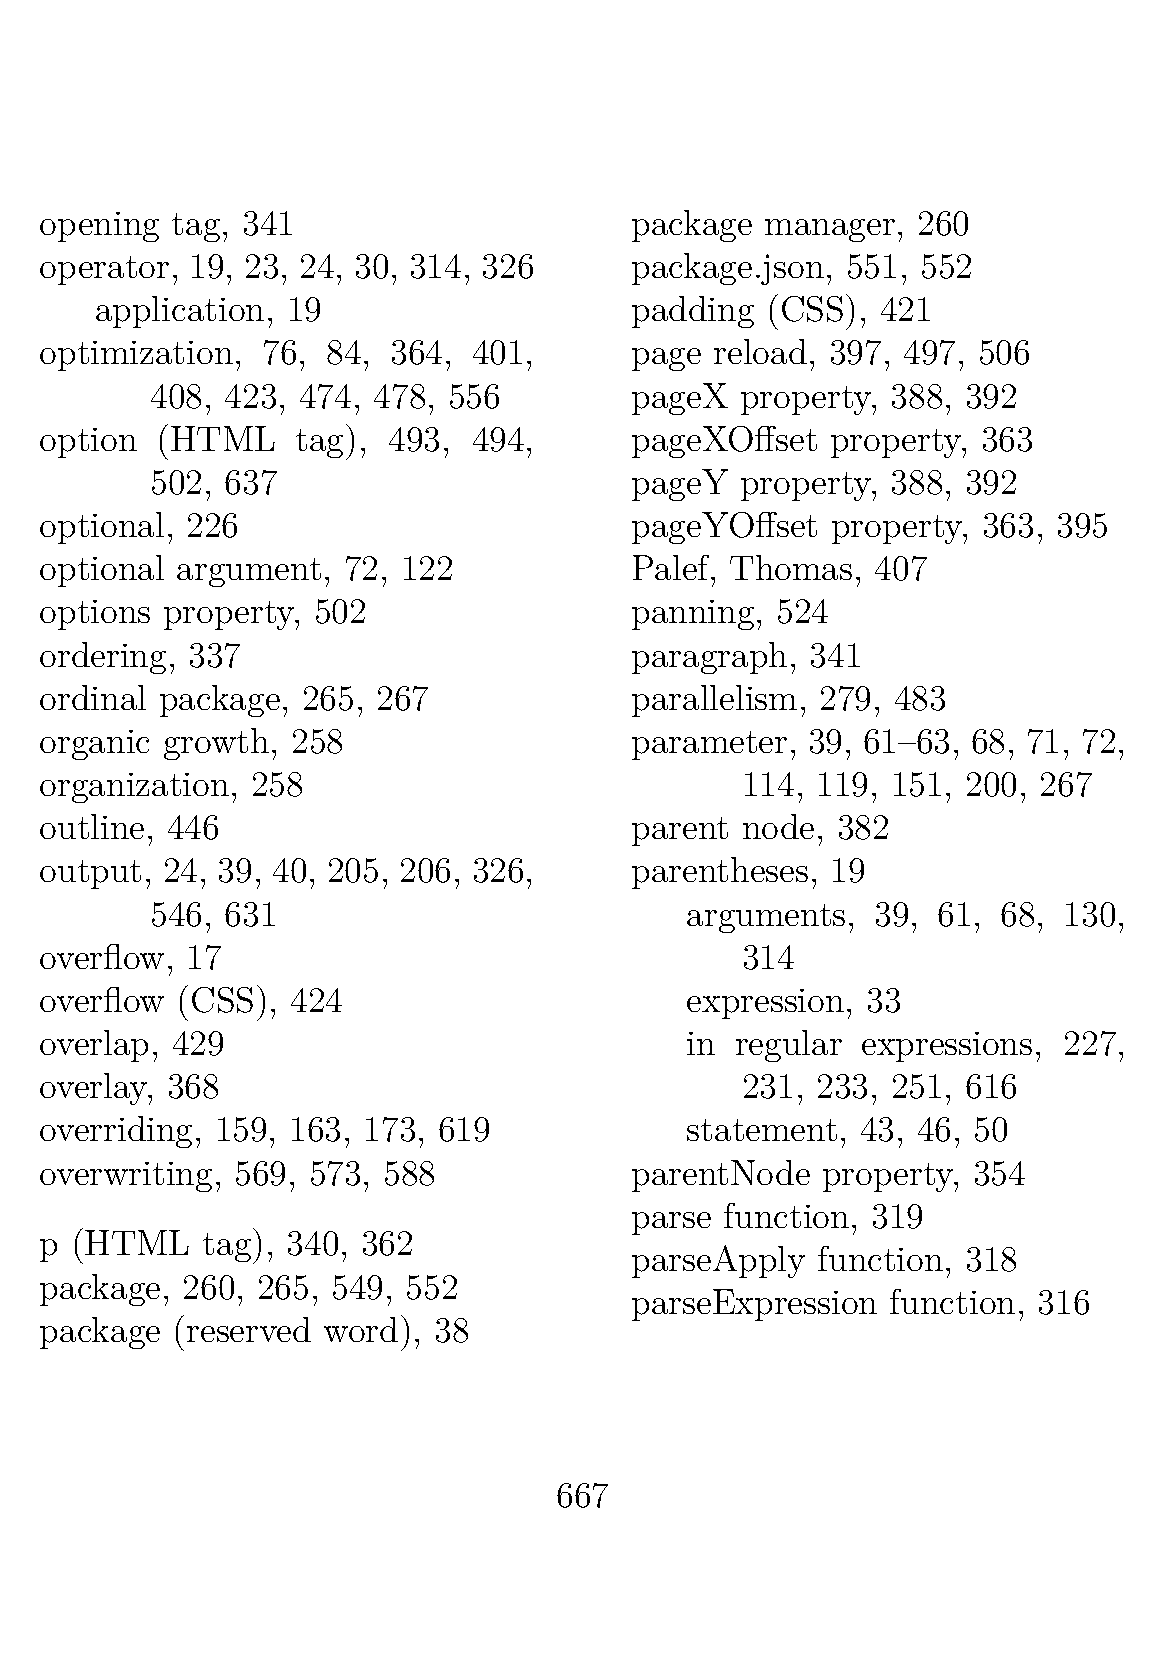 opening tag, 341
operator, 19, 23, 24, 30, 314, 326
application, 19
optimization, 76, 84, 364, 401,
408, 423, 474, 478, 556
option (HTML tag), 493, 494,
502, 637
optional, 226
optional argument, 72, 122
options property, 502
ordering, 337
ordinal package, 265, 267
organic growth, 258
organization, 258
outline, 446
output, 24, 39, 40, 205, 206, 326,
546, 631
overflow, 17
overflow (CSS), 424
overlap, 429
overlay, 368
overriding, 159, 163, 173, 619
overwriting, 569, 573, 588
p (HTML tag), 340, 362
package, 260, 265, 549, 552
package (reserved word), 38
package manager, 260
package.json, 551, 552
padding (CSS), 421
page reload, 397, 497, 506
pageX property, 388, 392
pageXOffset property, 363
pageY property, 388, 392
pageYOffset property, 363, 395
Palef, Thomas, 407
panning, 524
paragraph, 341
parallelism, 279, 483
parameter, 39, 61–63, 68, 71, 72,
114, 119, 151, 200, 267
parent node, 382
parentheses, 19
arguments, 39, 61, 68, 130,
314
expression, 33
in regular expressions, 227,
231, 233, 251, 616
statement, 43, 46, 50
parentNode property, 354
parse function, 319
parseApply function, 318
parseExpression function, 316
667